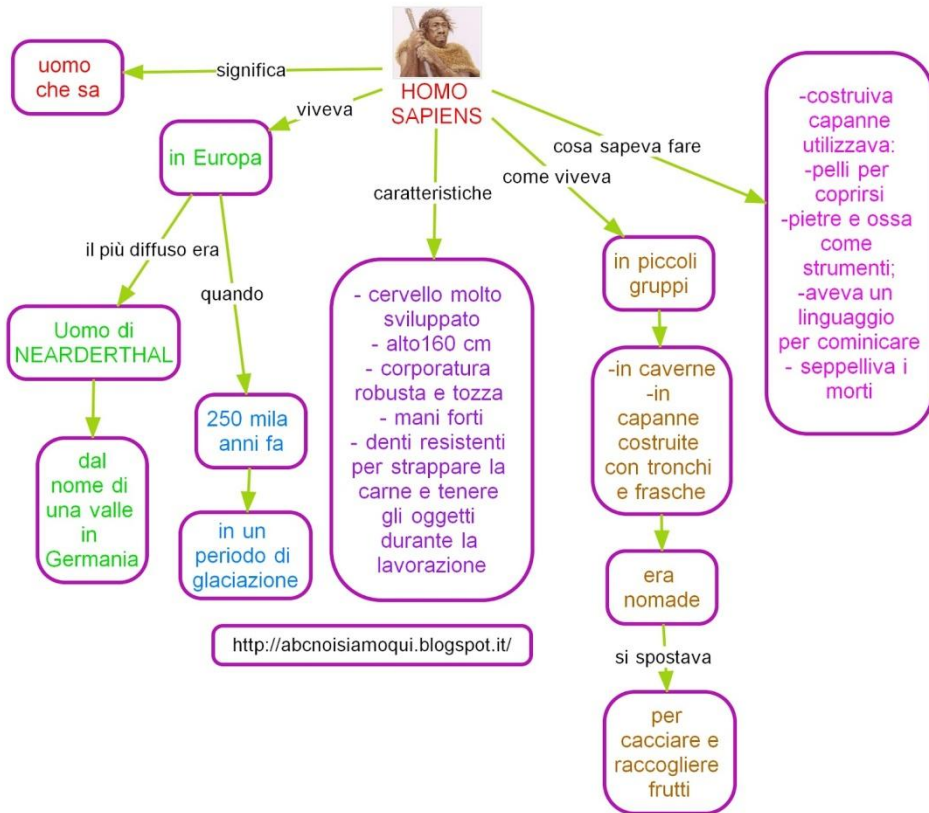 HOMO
SAPIENS
significa
uomo
che sa
viveva
in Europa
il più diffuso era
Uomo di
NEARDERTHAL
dal
nome di
una valle
in
Germania
quando
250 mila
anni fa
in un
periodo di
glaciazione
caratteristiche
- cervello molto
sviluppato
- alto160 cm
- corporatura
robusta e tozza
- mani forti
- denti resistenti
per strappare la
carne e tenere
gli oggetti
durante la
lavorazione
come viveva
in piccoli
gruppi
-in caverne
-in
capanne
costruite
con tronchi
e frasche
era
nomade
si spostava
per
cacciare e
raccogliere
frutti
cosa sapeva fare
-costruiva
capanne
utilizzava:
-pelli per
coprirsi
-pietre e ossa
come
strumenti;
-aveva un
linguaggio
per cominicare
- seppelliva i
morti
http://abcnoisiamoqui.blogspot.it/